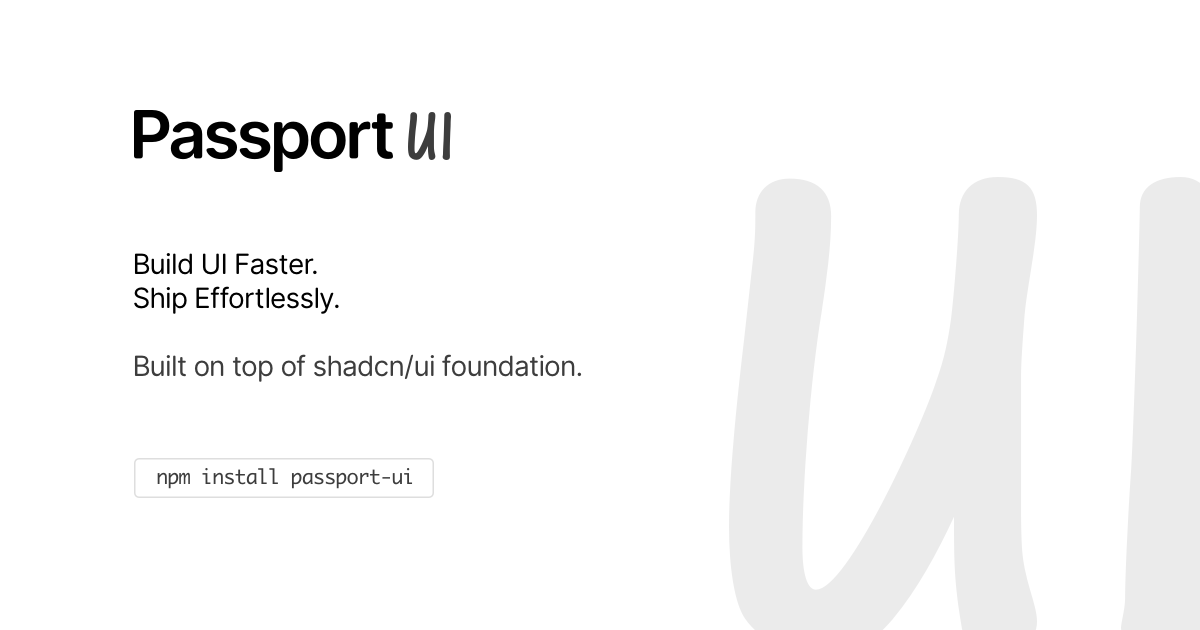 Passport UI
Build UI Faster.
Ship Effortlessly.
Built on top of shadcn/ui foundation.
npm install passport-ui
UI